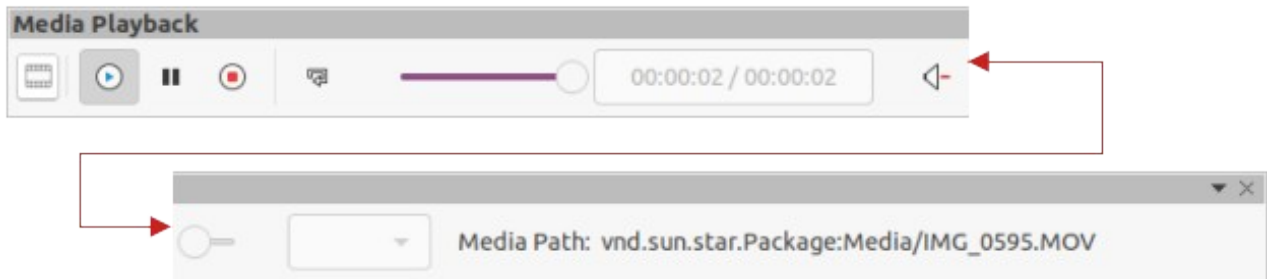 Media Playback
00:00:02 / 00:00:02
Media Path: vnd.sun.star.Package:Media/IMG_0595.MOV